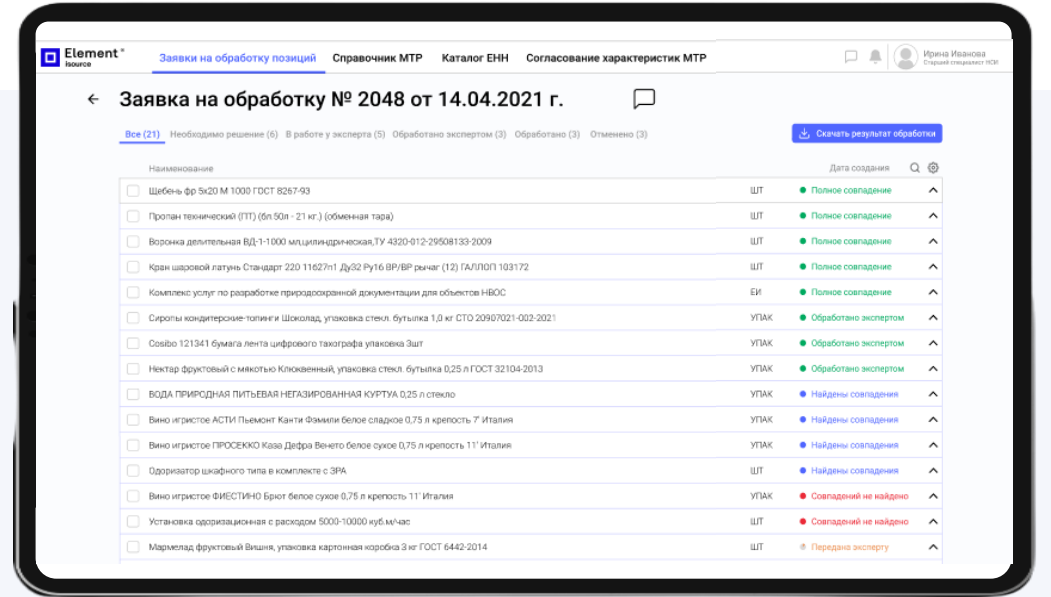 Element
isource
Заявки на обработку позиций Справочник МТР Каталог ЕНН Согласование характеристик МТР
Ирина Иванова
Старший специалист НСИ
Заявка на обработку № 2048 от 14.04.2021 г.
Все (21) Необходимо решение (6) В работе у эксперта (5) Обработано экспертом (3) Обработано (3) Отменено (3)
Скачать результат обработки
Наименование Дата создания
Щебень фр 5х20 М 1000 ГОСТ 8267-93 ШТ Полное совпадение
Пропан технический (ПТ) (бл.50л - 21 кг.) (обменная тара) ШТ Полное совпадение
Воронка делительная ВД-1-1000 мл,цилиндрическая,ТУ 4320-012-29508133-2009 ШТ Полное совпадение
Кран шаровой латунь Стандарт 220 11б27п1 Ду32 Ру16 ВР/ВР рычаг (12) ГАЛЛОП 103172 ШТ Полное совпадение
Комплекс услуг по разработке природоохранной документации для объектов НВОС ЕИ Полное совпадение
Сиропы кондитерские-топинги Шоколад, упаковка стекл. бутылка 1,0 кг СТО 20907021-002-2021 УПАК Обработано экспертом
Cosibo 121341 бумага лента цифрового тахографа упаковка 3шт УПАК Обработано экспертом
Нектар фруктовый с мякотью Клюквенный, упаковка стекл. бутылка 0,25 л ГОСТ 32104-2013 УПАК Обработано экспертом
ВОДА ПРИРОДНАЯ ПИТЬЕВАЯ НЕГАЗИРОВАННАЯ КУРТУА 0,25 л стекло УПАК Найдены совпадения
Вино игристое АСТИ Пьемонт Канти Фэмили белое сладкое 0,75 л крепость 7° Италия УПАК Найдены совпадения
Вино игристое ПРОСЕККО Каза Дефра Венето белое сухое 0,75 л крепость 11° Италия УПАК Найдены совпадения
Одоризатор шкафного типа в комплекте с ЗРА ШТ Найдены совпадения
Вино игристое ФИЕСТИНО Брют белое сухое 0,75 л крепость 11° Италия УПАК Совпадений не найдено
Установка одоризационная с расходом 5000-10000 куб.м/час ШТ Совпадений не найдено
Мармелад фруктовый Вишня, упаковка картонная коробка 3 кг ГОСТ 6442-2014 ШТ Передана эксперту